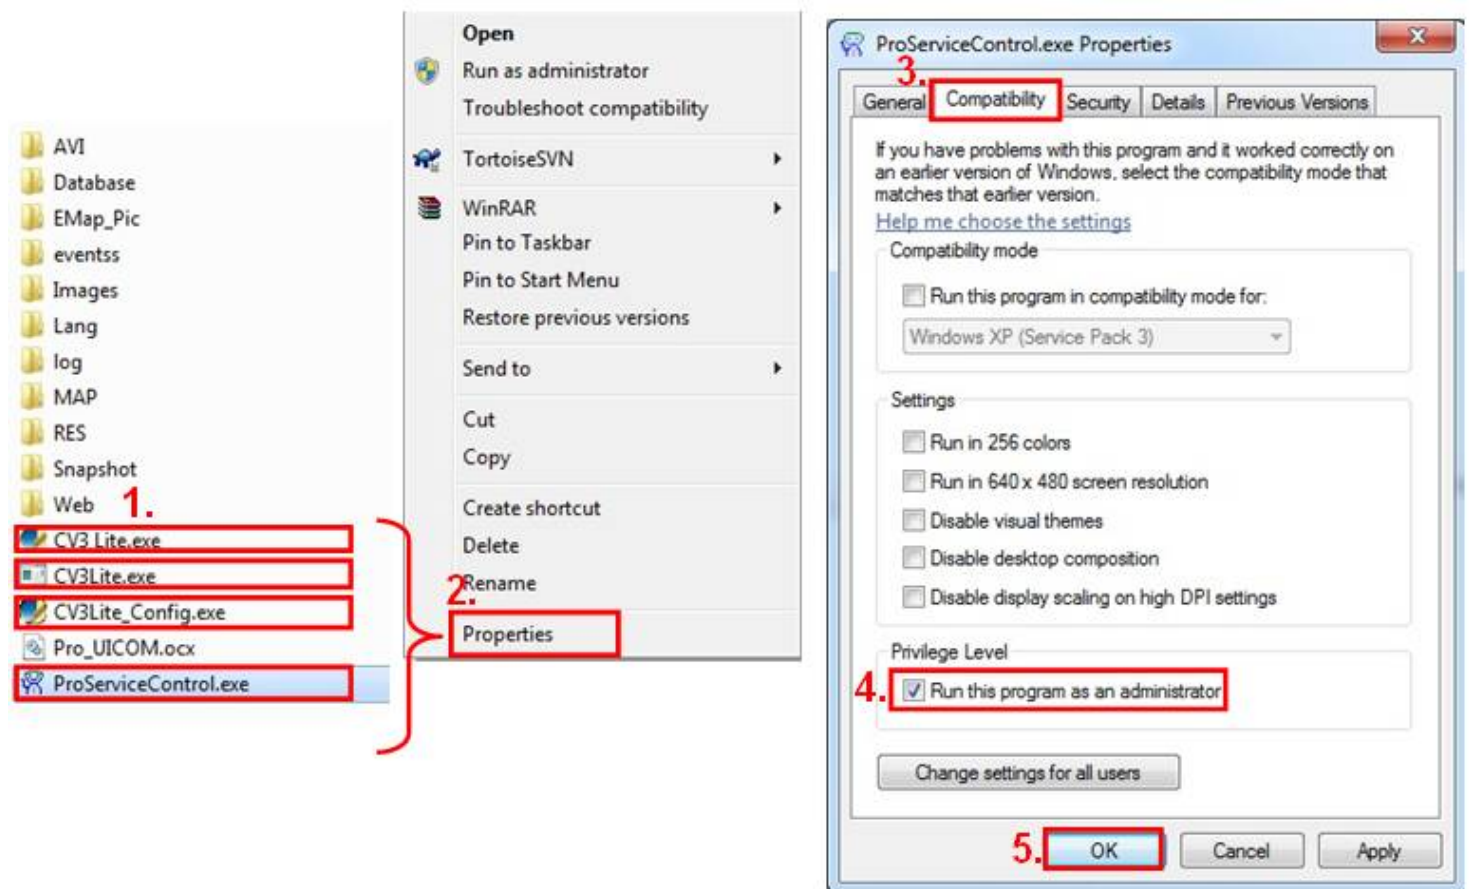 AVI
Database
EMap_Pic
eventss
Images
Lang
log
MAP
RES
Snapshot
Web
1.
CV3 Lite.exe
CV3Lite.exe
CV3Lite_Config.exe
Pro_UICOM.ocx
ProServiceControl.exe
Open
Run as administrator
Troubleshoot compatibility
TortoiseSVN
WinRAR
Pin to Taskbar
Pin to Start Menu
Restore previous versions
Send to
Cut
Copy
Create shortcut
Delete
Rename
2.
Properties
ProServiceControl.exe Properties
3.
General Compatibility Security Details Previous Versions
If you have problems with this program and it worked correctly on
an earlier version of Windows, select the compatibility mode that
matches that earlier version.
Help me choose the settings
Compatibility mode
Run this program in compatibility mode for:
Windows XP (Service Pack 3)
Settings
Run in 256 colors
Run in 640 x 480 screen resolution
Disable visual themes
Disable desktop composition
Disable display scaling on high DPI settings
Privilege Level
4. Run this program as an administrator
Change settings for all users
5. OK Cancel Apply